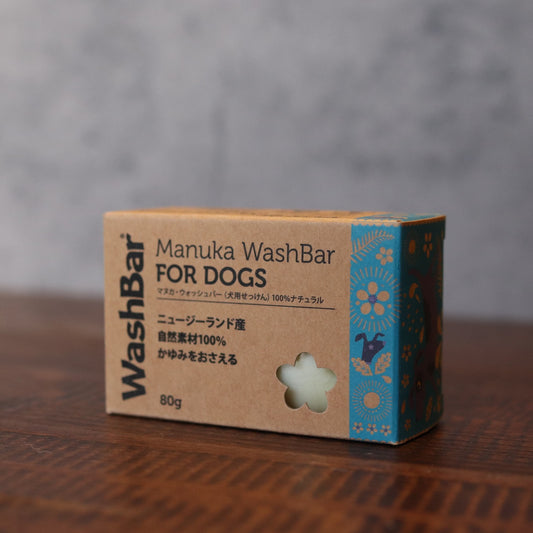 WashBar®
Manuka WashBar
FOR DOGS
マヌカ・ウォッシュバー（犬用せっけん）100%ナチュラル
ニュージーランド産
自然素材100%
かゆみをおさえる
80g